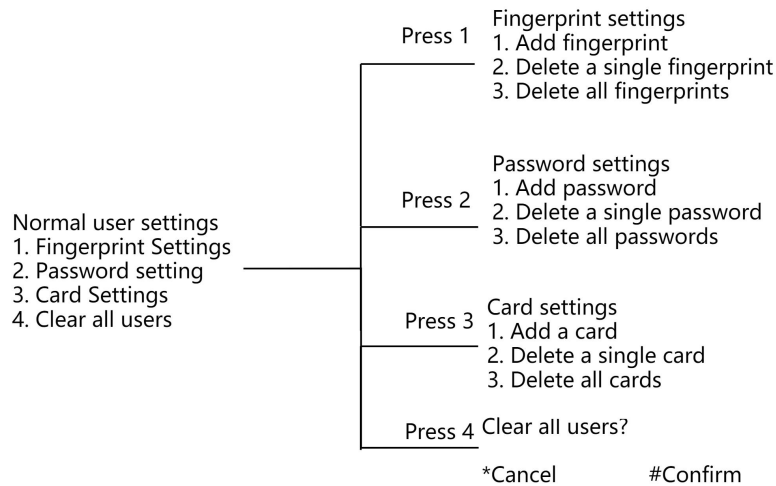 Normal user settings
1. Fingerprint Settings
2. Password setting
3. Card Settings
4. Clear all users
Press 1
Fingerprint settings
1. Add fingerprint
2. Delete a single fingerprint
3. Delete all fingerprints
Press 2
Password settings
1. Add password
2. Delete a single password
3. Delete all passwords
Press 3
Card settings
1. Add a card
2. Delete a single card
3. Delete all cards
Press 4
Clear all users?
*Cancel #Confirm